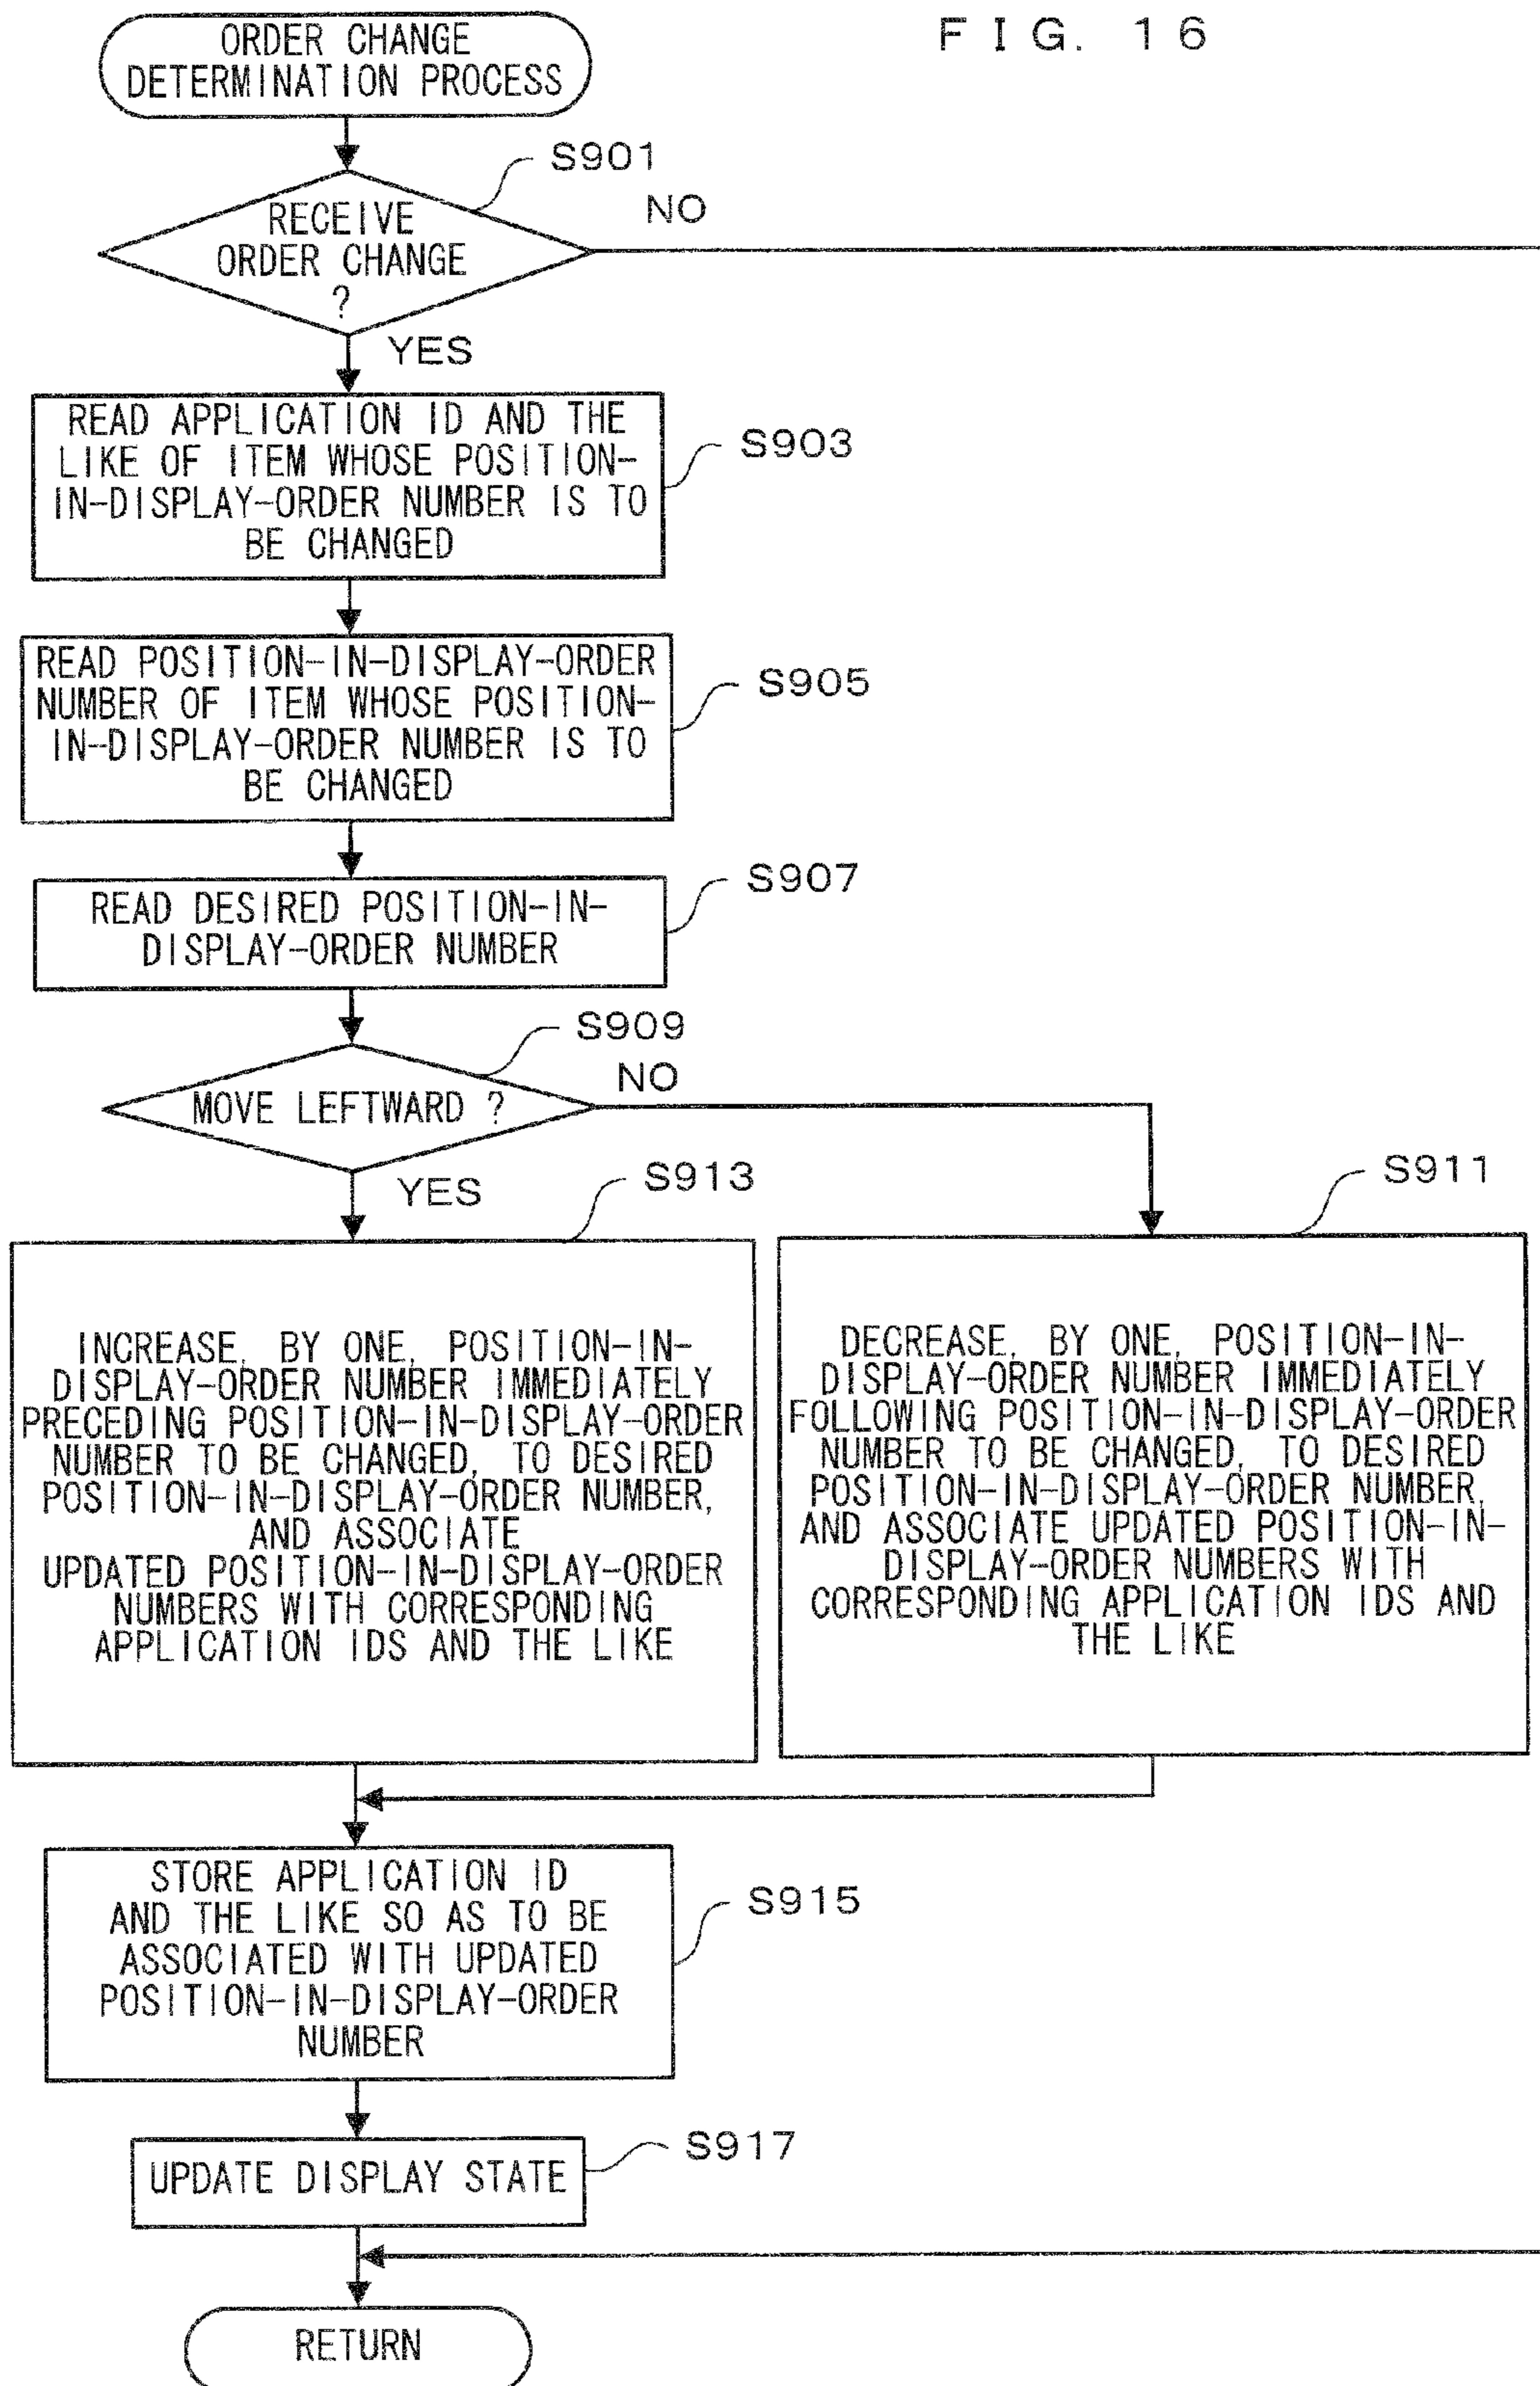 FIG. 16
ORDER CHANGE
DETERMINATION PROCESS
S901
RECEIVE
ORDER CHANGE
?
NO
YES
READ APPLICATION ID AND THE
LIKE OF ITEM WHOSE POSITION-
IN-DISPLAY-ORDER NUMBER IS TO
BE CHANGED
S903
READ POSITION-IN-DISPLAY-ORDER
NUMBER OF ITEM WHOSE POSITION-
IN-DISPLAY-ORDER NUMBER IS TO
BE CHANGED
S905
READ DESIRED POSITION-IN-
DISPLAY-ORDER NUMBER
S907
S909
MOVE LEFTWARD ?
NO
YES
S913
INCREASE, BY ONE, POSITION-IN-
DISPLAY-ORDER NUMBER IMMEDIATELY
PRECEDING POSITION-IN-DISPLAY-ORDER
NUMBER TO BE CHANGED, TO DESIRED
POSITION-IN-DISPLAY-ORDER NUMBER,
AND ASSOCIATE
UPDATED POSITION-IN-DISPLAY-ORDER
NUMBERS WITH CORRESPONDING
APPLICATION IDS AND THE LIKE
S911
DECREASE, BY ONE, POSITION-IN-
DISPLAY-ORDER NUMBER IMMEDIATELY
FOLLOWING POSITION-IN-DISPLAY-ORDER
NUMBER TO BE CHANGED, TO DESIRED
POSITION-IN-DISPLAY-ORDER NUMBER,
AND ASSOCIATE UPDATED POSITION-IN-
DISPLAY-ORDER NUMBERS WITH
CORRESPONDING APPLICATION IDS AND
THE LIKE
STORE APPLICATION ID
AND THE LIKE SO AS TO BE
ASSOCIATED WITH UPDATED
POSITION-IN-DISPLAY-ORDER
NUMBER
S915
UPDATE DISPLAY STATE
S917
RETURN